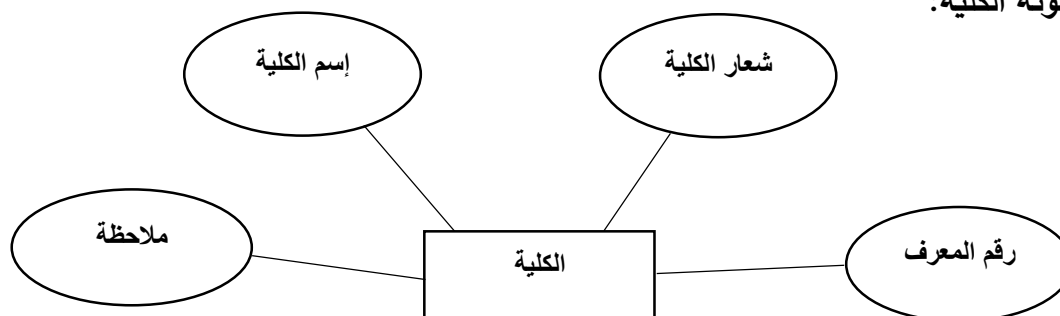 الكلية.
إسم الكلية
شعار الكلية
ملاحظة
الكلية
رقم المعرف